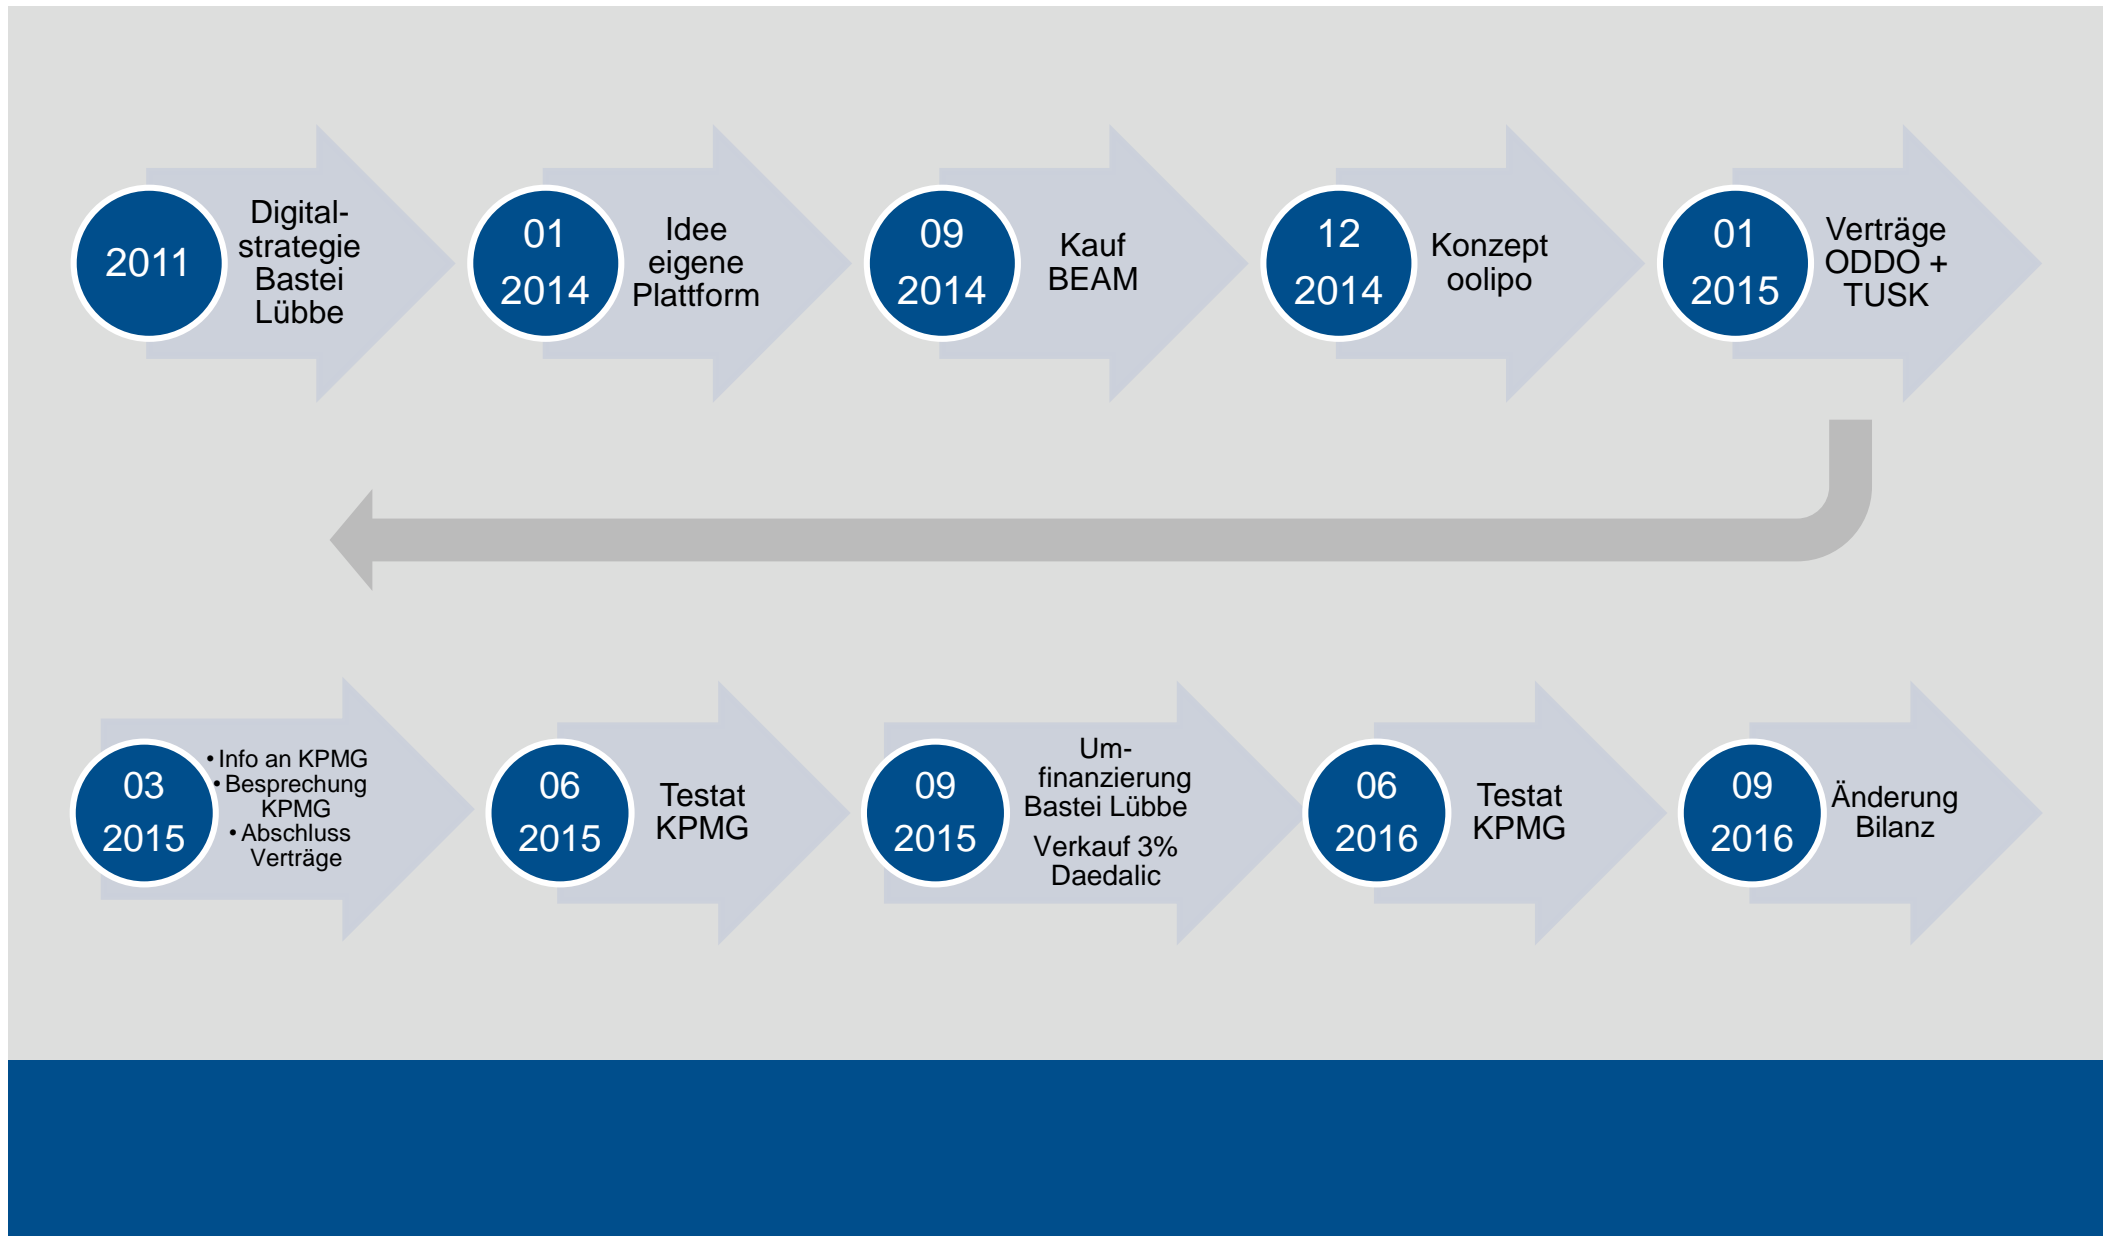 2011
Digital-
strategie
Bastei
Lübbe
01
2014
Idee
eigene
Plattform
09
2014
Kauf
BEAM
12
2014
Konzept
oolipo
01
2015
Verträge
ODDO +
TUSK
03
2015
• Info an KPMG
• Besprechung
KPMG
• Abschluss
Verträge
06
2015
Testat
KPMG
09
2015
Um-
finanzierung
Bastei Lübbe
Verkauf 3%
Daedalic
06
2016
Testat
KPMG
09
2016
Änderung
Bilanz